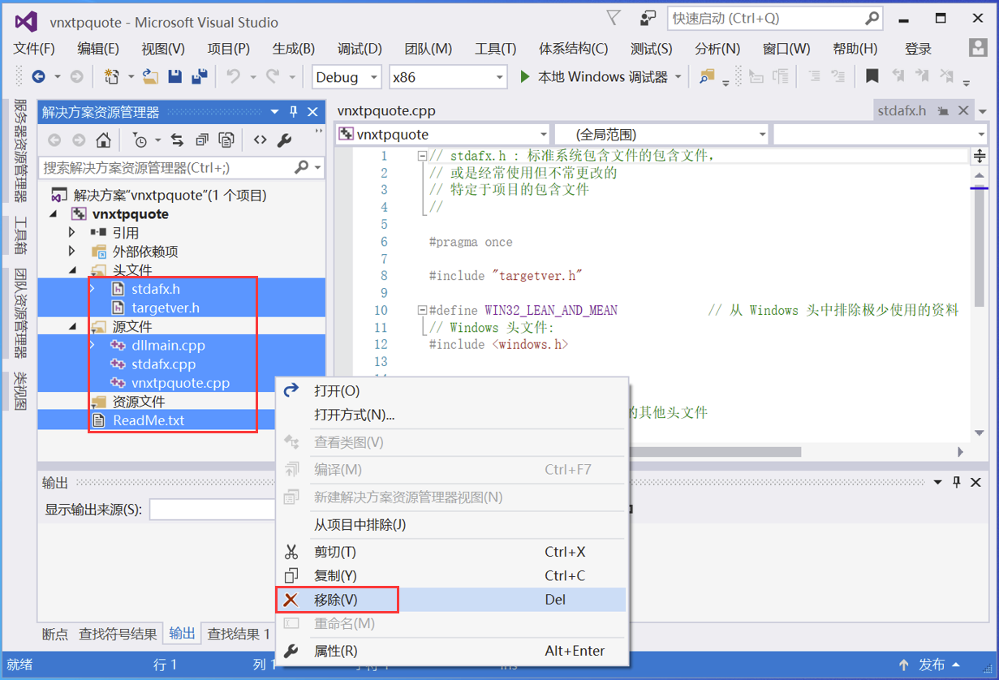 vnxtpquote - Microsoft Visual Studio
快速启动 (Ctrl+Q)
文件(F) 编辑(E) 视图(V) 项目(P) 生成(B) 调试(D) 团队(M) 工具(T) 体系结构(C) 测试(S) 分析(N) 窗口(W) 帮助(H) 登录
Debug x86 本地 Windows 调试器
服务器资源管理器
工具箱
团队资源管理器
类视图
解决方案资源管理器
搜索解决方案资源管理器(Ctrl+;)
解决方案"vnxtpquote"(1 个项目)
vnxtpquote
引用
外部依赖项
头文件
stdafx.h
targetver.h
源文件
dllmain.cpp
stdafx.cpp
vnxtpquote.cpp
资源文件
ReadMe.txt
vnxtpquote.cpp stdafx.h
vnxtpquote (全局范围)
1 // stdafx.h : 标准系统包含文件的包含文件，
2 // 或是经常使用但不常更改的
3 // 特定于项目的包含文件
4 //
5
6 #pragma once
7
8 #include "targetver.h"
9
10 #define WIN32_LEAN_AND_MEAN // 从 Windows 头中排除极少使用的资料
11 // Windows 头文件:
12 #include <windows.h>
13
的其他头文件
打开(O)
打开方式(N)...
查看类图(V)
编译(M) Ctrl+F7
新建解决方案资源管理器视图(N)
从项目中排除(J)
剪切(T) Ctrl+X
复制(Y) Ctrl+C
移除(V) Del
重命名(M)
属性(R) Alt+Enter
输出
显示输出来源(S):
断点 查找符号结果 输出 查找结果 1
就绪 行 1 列 1 发布